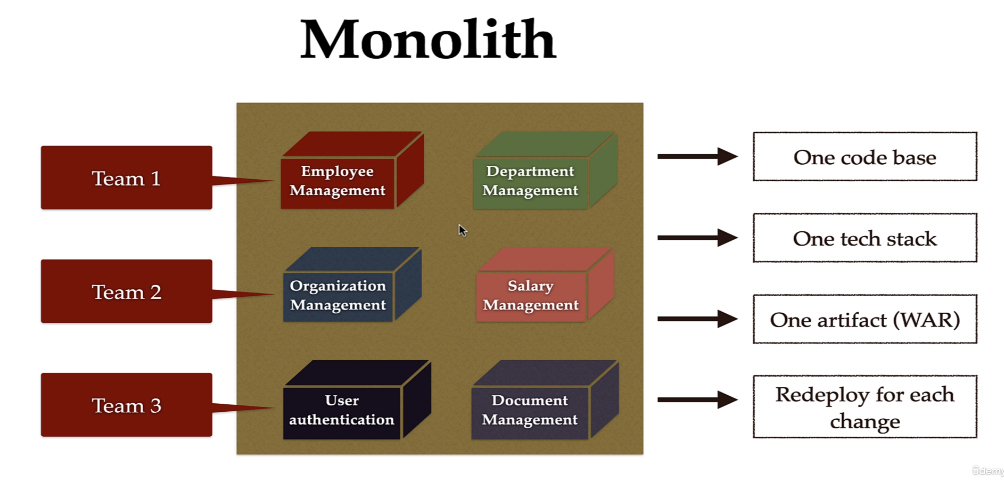 Monolith
Team 1
Employee
Management
Department
Management
One code base
Team 2
Organization
Management
Salary
Management
One tech stack
One artifact (WAR)
Team 3
User
authentication
Document
Management
Redeploy for each
change
Udemy